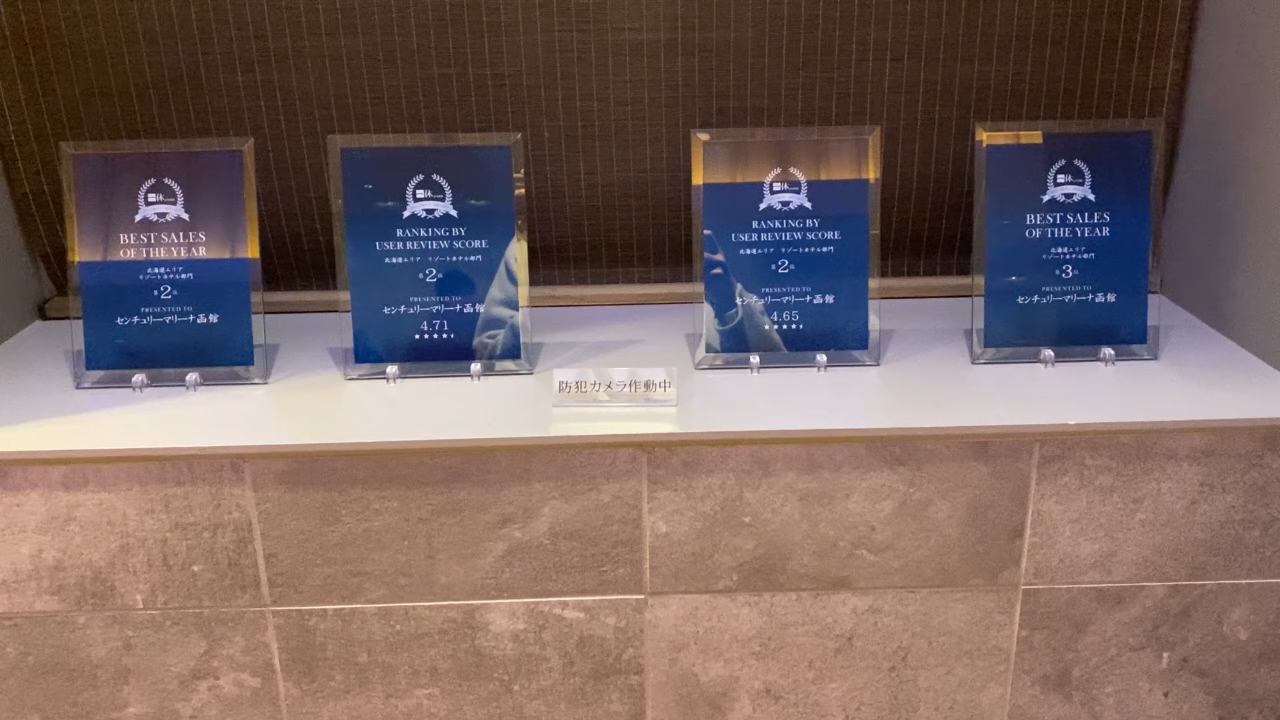 一休
BEST SALES
OF THE YEAR
北海道エリア
リゾートホテル部門
第2位
PRESENTED TO
センチュリーマリーナ函館
一休
RANKING BY
USER REVIEW SCORE
北海道エリア リゾートホテル部門
第2位
PRESENTED TO
センチュリーマリーナ函館
4.71
防犯カメラ作動中
一休
RANKING BY
USER REVIEW SCORE
北海道エリア リゾートホテル部門
第2位
PRESENTED TO
センチュリーマリーナ函館
4.65
一休
BEST SALES
OF THE YEAR
北海道エリア
リゾートホテル部門
第3位
PRESENTED TO
センチュリーマリーナ函館